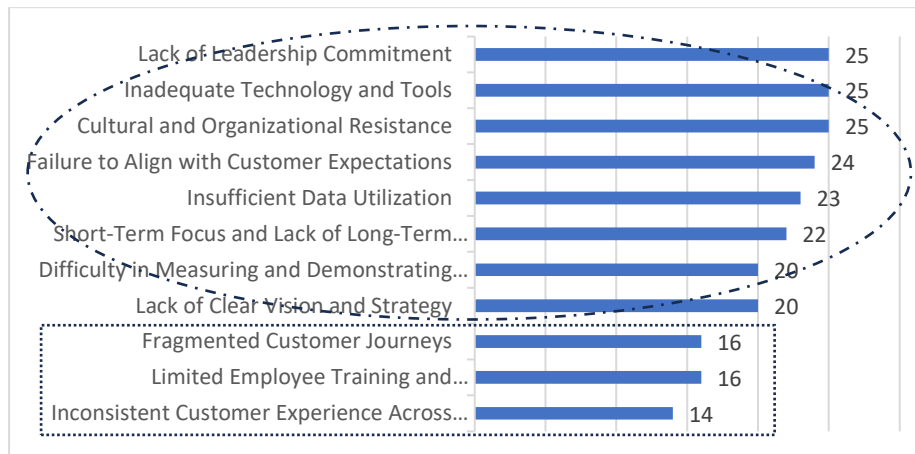 Lack of Leadership Commitment 25
Inadequate Technology and Tools 25
Cultural and Organizational Resistance 25
Failure to Align with Customer Expectations 24
Insufficient Data Utilization 23
Short-Term Focus and Lack of Long-Term... 22
Difficulty in Measuring and Demonstrating... 20
Lack of Clear Vision and Strategy 20
Fragmented Customer Journeys 16
Limited Employee Training and... 16
Inconsistent Customer Experience Across... 14